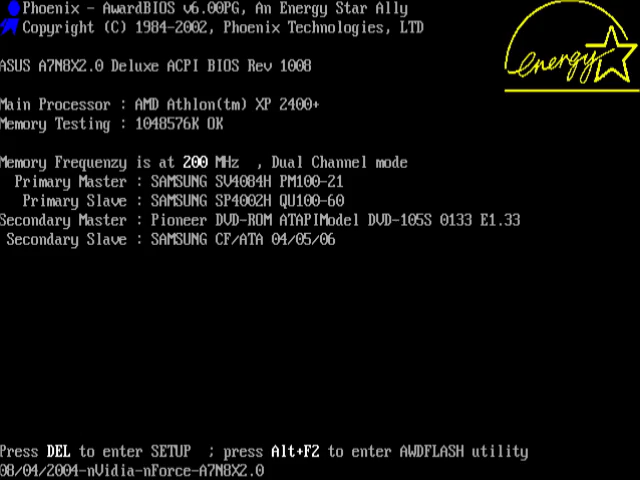 Phoenix - AwardBIOS v6.00PG, An Energy Star Ally
Copyright (C) 1984-2002, Phoenix Technologies, LTD
energy
ASUS A7N8X2.0 Deluxe ACPI BIOS Rev 1008
Main Processor : AMD Athlon(tm) XP 2400+
Memory Testing : 1048576K OK
Memory Frequenzy is at 200 MHz , Dual Channel mode
Primary Master : SAMSUNG SV4084H PM100-21
Primary Slave : SAMSUNG SP4002H QU100-60
Secondary Master : Pioneer DVD-ROM ATAPIModel DVD-105S 0133 E1.33
Secondary Slave : SAMSUNG CF/ATA 04/05/06
Press DEL to enter SETUP ; press Alt+F2 to enter AWDFLASH utility
08/04/2004-nVidia-nForce-A7N8X2.0